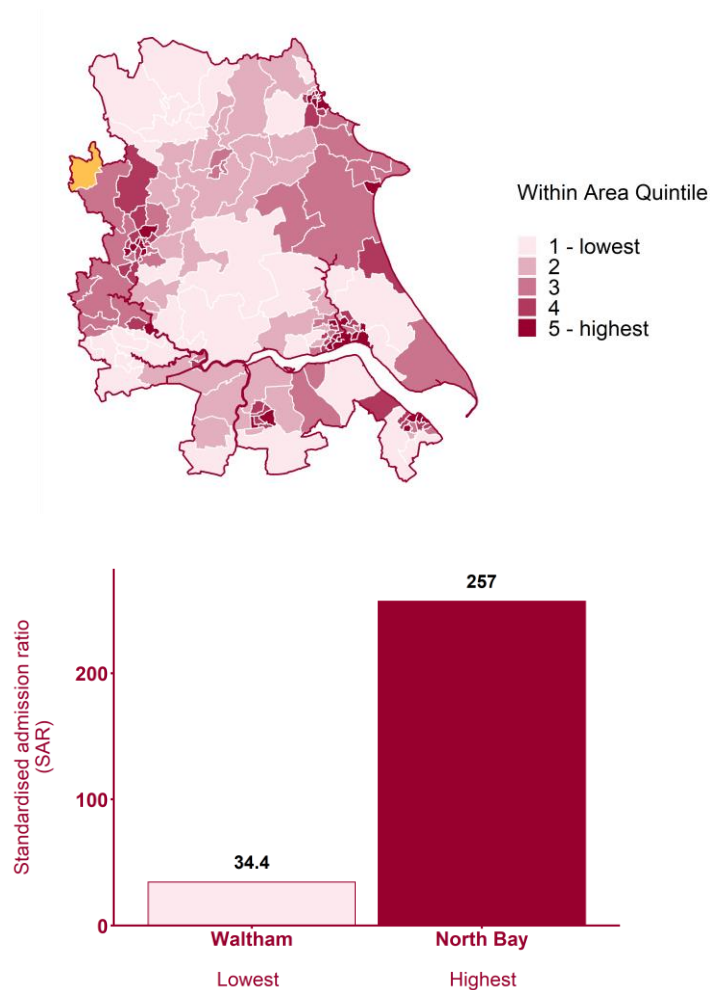 Within Area Quintile
1 - lowest
2
3
4
5 - highest
Standardised admission ratio
(SAR)
257
200
100
34.4
0
Waltham
North Bay
Lowest
Highest